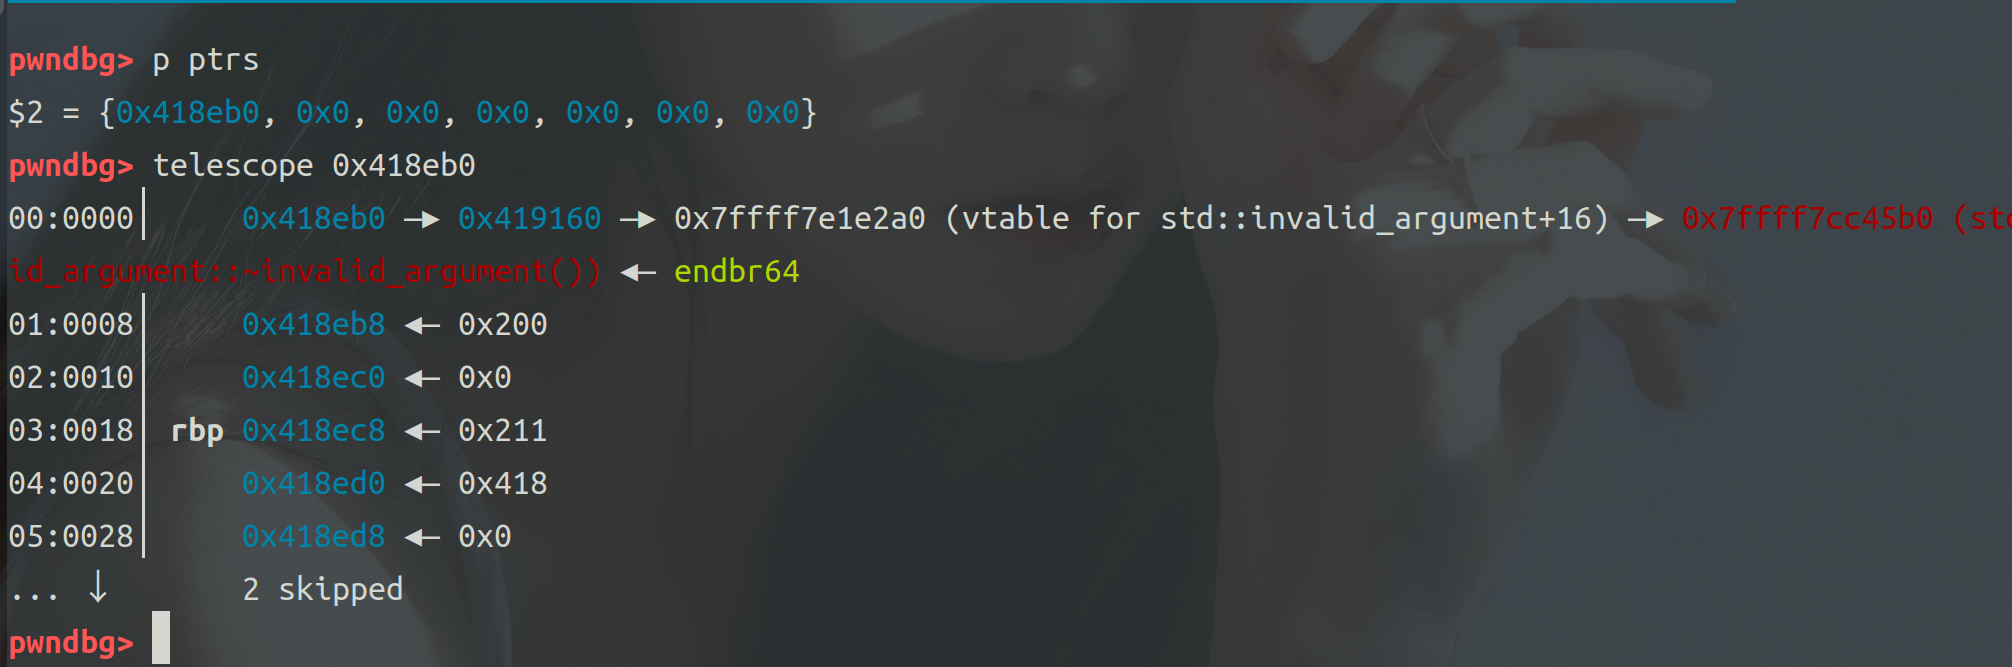 pwndbg> p ptrs
$2 = {0x418eb0, 0x0, 0x0, 0x0, 0x0, 0x0, 0x0}
pwndbg> telescope 0x418eb0
00:0000│ 0x418eb0 —▸ 0x419160 —▸ 0x7ffff7e1e2a0 (vtable for std::invalid_argument+16) —▸ 0x7ffff7cc45b0 (std
id_argument::~invalid_argument()) ◂— endbr64
01:0008│ 0x418eb8 ◂— 0x200
02:0010│ 0x418ec0 ◂— 0x0
03:0018│ rbp 0x418ec8 ◂— 0x211
04:0020│ 0x418ed0 ◂— 0x418
05:0028│ 0x418ed8 ◂— 0x0
... ↓ 2 skipped
pwndbg>